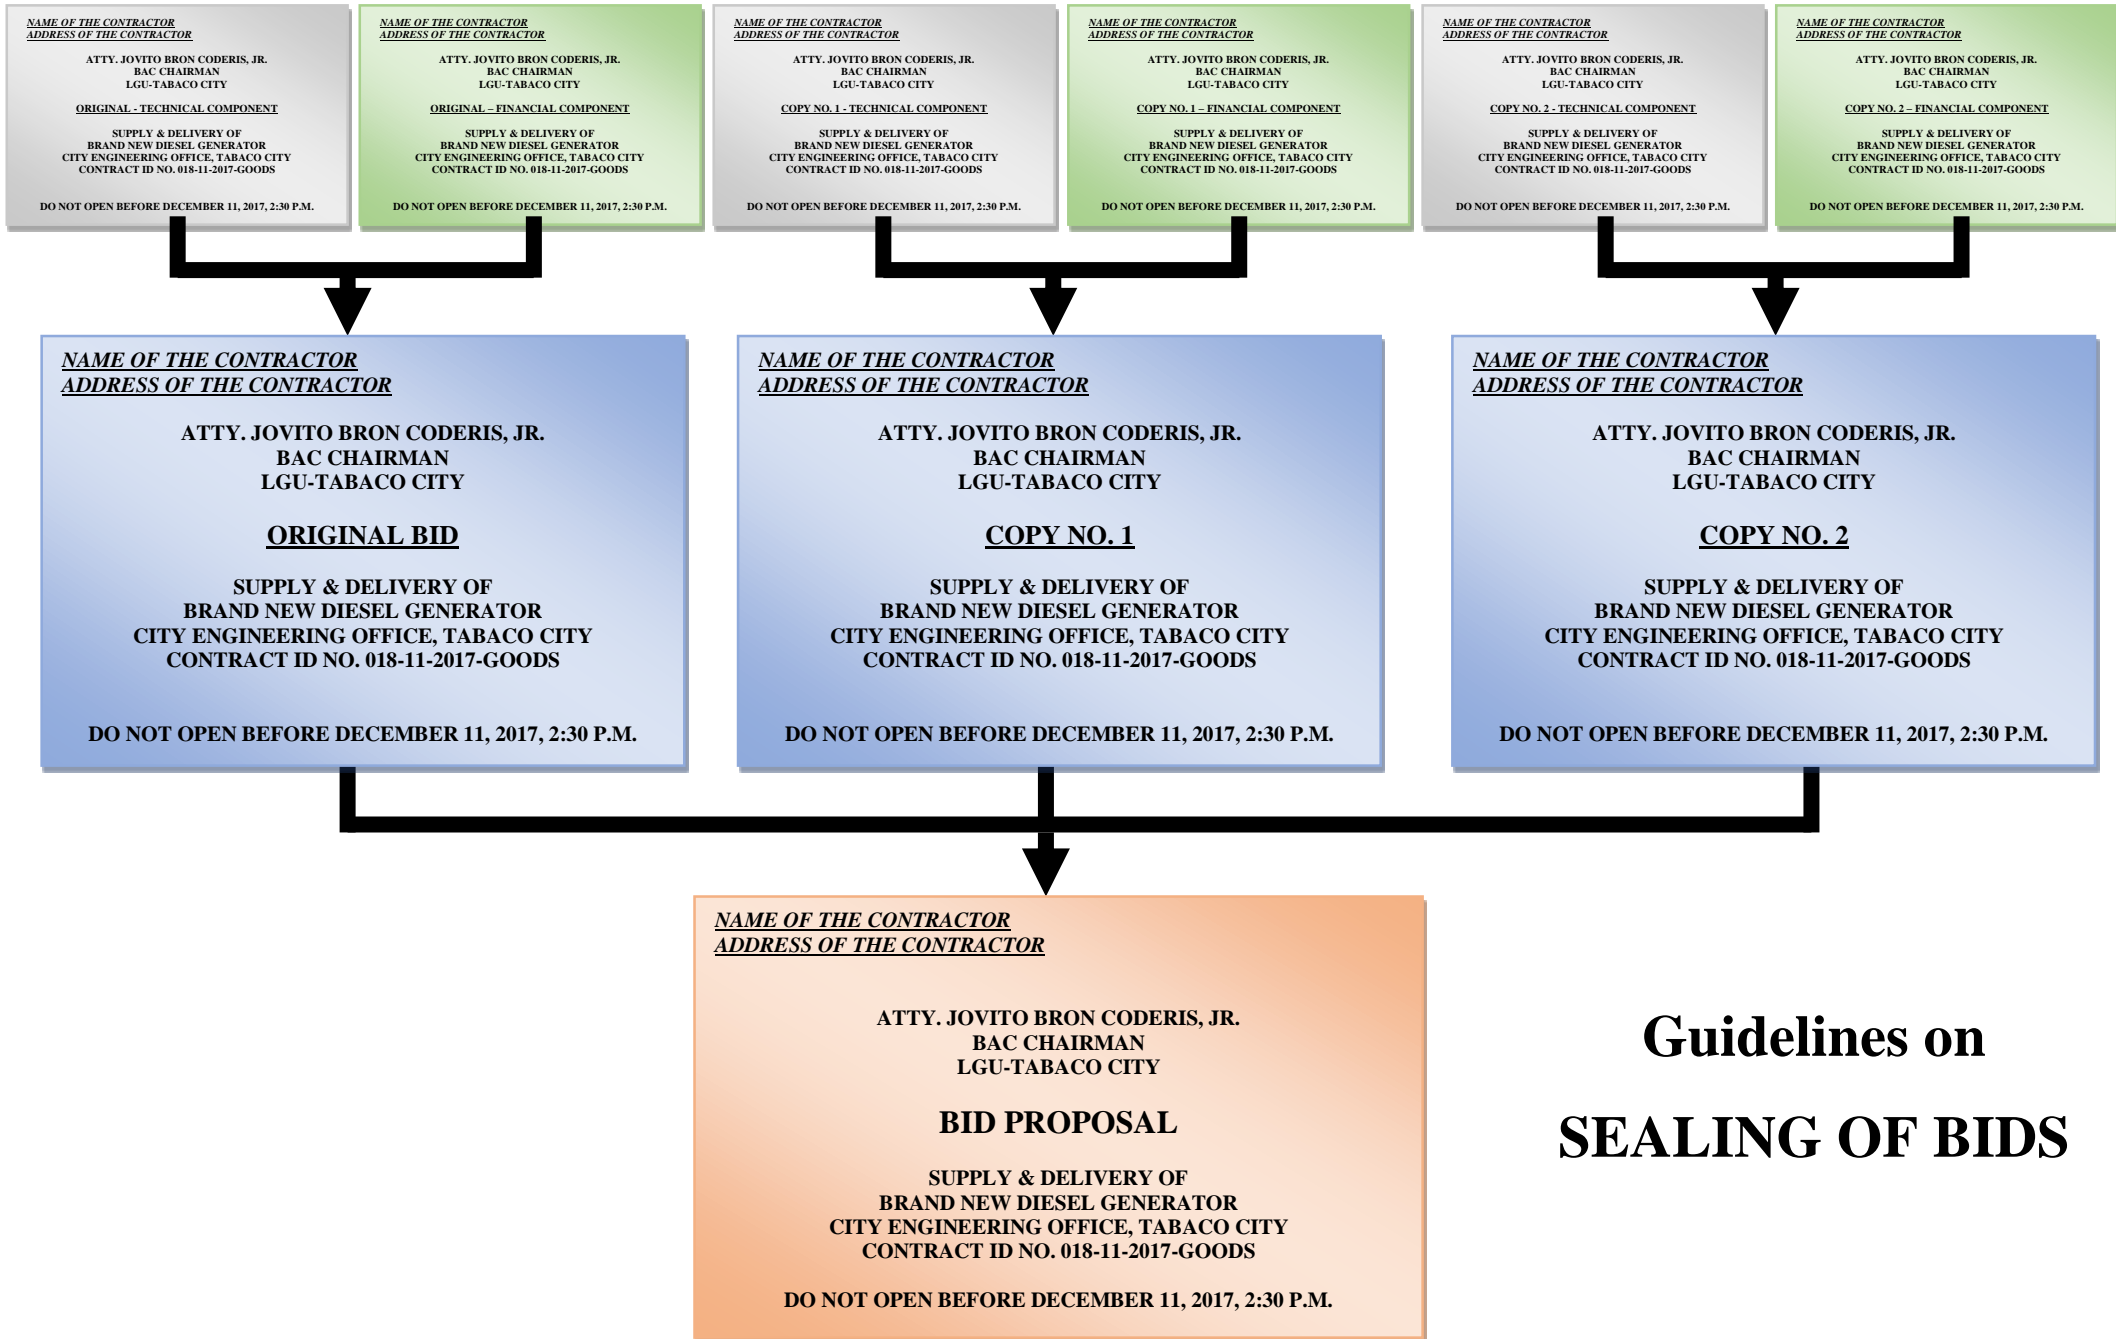 NAME OF THE CONTRACTOR
ADDRESS OF THE CONTRACTOR
ATTY. JOVITO BRON CODERIS, JR.
BAC CHAIRMAN
LGU-TABACO CITY
ORIGINAL - TECHNICAL COMPONENT
SUPPLY & DELIVERY OF
BRAND NEW DIESEL GENERATOR
CITY ENGINEERING OFFICE, TABACO CITY
CONTRACT ID NO. 018-11-2017-GOODS
DO NOT OPEN BEFORE DECEMBER 11, 2017, 2:30 P.M.
NAME OF THE CONTRACTOR
ADDRESS OF THE CONTRACTOR
ATTY. JOVITO BRON CODERIS, JR.
BAC CHAIRMAN
LGU-TABACO CITY
ORIGINAL – FINANCIAL COMPONENT
SUPPLY & DELIVERY OF
BRAND NEW DIESEL GENERATOR
CITY ENGINEERING OFFICE, TABACO CITY
CONTRACT ID NO. 018-11-2017-GOODS
DO NOT OPEN BEFORE DECEMBER 11, 2017, 2:30 P.M.
NAME OF THE CONTRACTOR
ADDRESS OF THE CONTRACTOR
ATTY. JOVITO BRON CODERIS, JR.
BAC CHAIRMAN
LGU-TABACO CITY
COPY NO. 1 - TECHNICAL COMPONENT
SUPPLY & DELIVERY OF
BRAND NEW DIESEL GENERATOR
CITY ENGINEERING OFFICE, TABACO CITY
CONTRACT ID NO. 018-11-2017-GOODS
DO NOT OPEN BEFORE DECEMBER 11, 2017, 2:30 P.M.
NAME OF THE CONTRACTOR
ADDRESS OF THE CONTRACTOR
ATTY. JOVITO BRON CODERIS, JR.
BAC CHAIRMAN
LGU-TABACO CITY
COPY NO. 1 – FINANCIAL COMPONENT
SUPPLY & DELIVERY OF
BRAND NEW DIESEL GENERATOR
CITY ENGINEERING OFFICE, TABACO CITY
CONTRACT ID NO. 018-11-2017-GOODS
DO NOT OPEN BEFORE DECEMBER 11, 2017, 2:30 P.M.
NAME OF THE CONTRACTOR
ADDRESS OF THE CONTRACTOR
ATTY. JOVITO BRON CODERIS, JR.
BAC CHAIRMAN
LGU-TABACO CITY
COPY NO. 2 - TECHNICAL COMPONENT
SUPPLY & DELIVERY OF
BRAND NEW DIESEL GENERATOR
CITY ENGINEERING OFFICE, TABACO CITY
CONTRACT ID NO. 018-11-2017-GOODS
DO NOT OPEN BEFORE DECEMBER 11, 2017, 2:30 P.M.
NAME OF THE CONTRACTOR
ADDRESS OF THE CONTRACTOR
ATTY. JOVITO BRON CODERIS, JR.
BAC CHAIRMAN
LGU-TABACO CITY
COPY NO. 2 – FINANCIAL COMPONENT
SUPPLY & DELIVERY OF
BRAND NEW DIESEL GENERATOR
CITY ENGINEERING OFFICE, TABACO CITY
CONTRACT ID NO. 018-11-2017-GOODS
DO NOT OPEN BEFORE DECEMBER 11, 2017, 2:30 P.M.
NAME OF THE CONTRACTOR
ADDRESS OF THE CONTRACTOR
ATTY. JOVITO BRON CODERIS, JR.
BAC CHAIRMAN
LGU-TABACO CITY
ORIGINAL BID
SUPPLY & DELIVERY OF
BRAND NEW DIESEL GENERATOR
CITY ENGINEERING OFFICE, TABACO CITY
CONTRACT ID NO. 018-11-2017-GOODS
DO NOT OPEN BEFORE DECEMBER 11, 2017, 2:30 P.M.
NAME OF THE CONTRACTOR
ADDRESS OF THE CONTRACTOR
ATTY. JOVITO BRON CODERIS, JR.
BAC CHAIRMAN
LGU-TABACO CITY
COPY NO. 1
SUPPLY & DELIVERY OF
BRAND NEW DIESEL GENERATOR
CITY ENGINEERING OFFICE, TABACO CITY
CONTRACT ID NO. 018-11-2017-GOODS
DO NOT OPEN BEFORE DECEMBER 11, 2017, 2:30 P.M.
NAME OF THE CONTRACTOR
ADDRESS OF THE CONTRACTOR
ATTY. JOVITO BRON CODERIS, JR.
BAC CHAIRMAN
LGU-TABACO CITY
COPY NO. 2
SUPPLY & DELIVERY OF
BRAND NEW DIESEL GENERATOR
CITY ENGINEERING OFFICE, TABACO CITY
CONTRACT ID NO. 018-11-2017-GOODS
DO NOT OPEN BEFORE DECEMBER 11, 2017, 2:30 P.M.
NAME OF THE CONTRACTOR
ADDRESS OF THE CONTRACTOR
ATTY. JOVITO BRON CODERIS, JR.
BAC CHAIRMAN
LGU-TABACO CITY
BID PROPOSAL
SUPPLY & DELIVERY OF
BRAND NEW DIESEL GENERATOR
CITY ENGINEERING OFFICE, TABACO CITY
CONTRACT ID NO. 018-11-2017-GOODS
DO NOT OPEN BEFORE DECEMBER 11, 2017, 2:30 P.M.
Guidelines on
SEALING OF BIDS